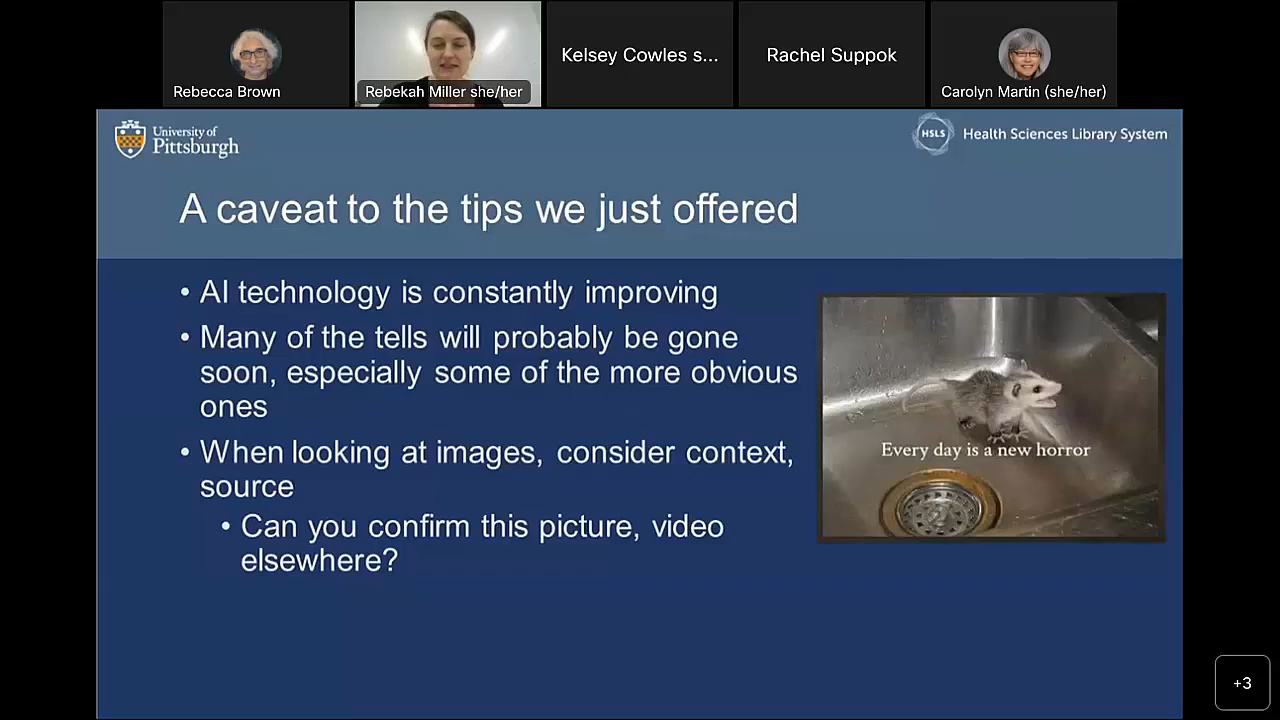 Rebecca Brown
Rebekah Miller she/her
Kelsey Cowles s...
Rachel Suppok
Carolyn Martin (she/her)
University of
Pittsburgh
HSLS
Health Sciences Library System
A caveat to the tips we just offered
• AI technology is constantly improving
• Many of the tells will probably be gone
soon, especially some of the more obvious
ones
• When looking at images, consider context,
source
• Can you confirm this picture, video
elsewhere?
Every day is a new horror
+3